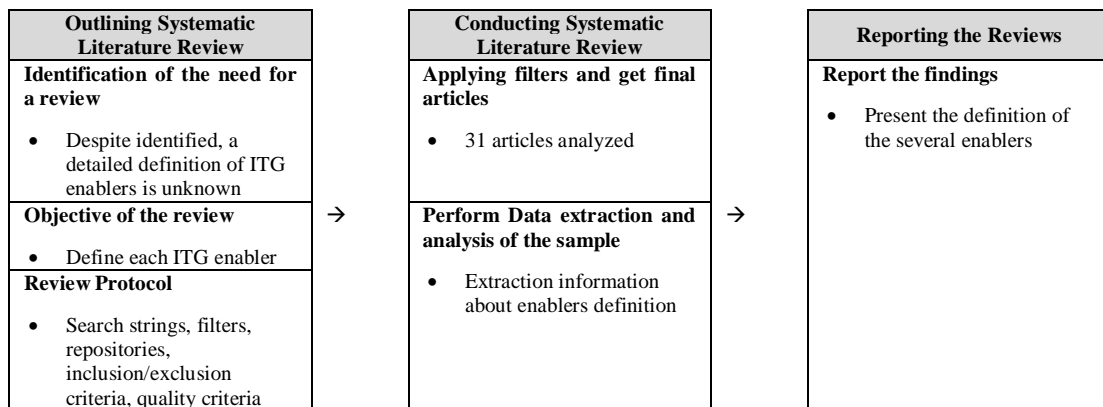 Outlining Systematic
Literature Review
Identification of the need for
a review
• Despite identified, a
detailed definition of ITG
enablers is unknown
Objective of the review
• Define each ITG enabler
Review Protocol
• Search strings, filters,
repositories,
inclusion/exclusion
criteria, quality criteria
→
Conducting Systematic
Literature Review
Applying filters and get final
articles
• 31 articles analyzed
Perform Data extraction and
analysis of the sample
• Extraction information
about enablers definition
→
Reporting the Reviews
Report the findings
• Present the definition of
the several enablers